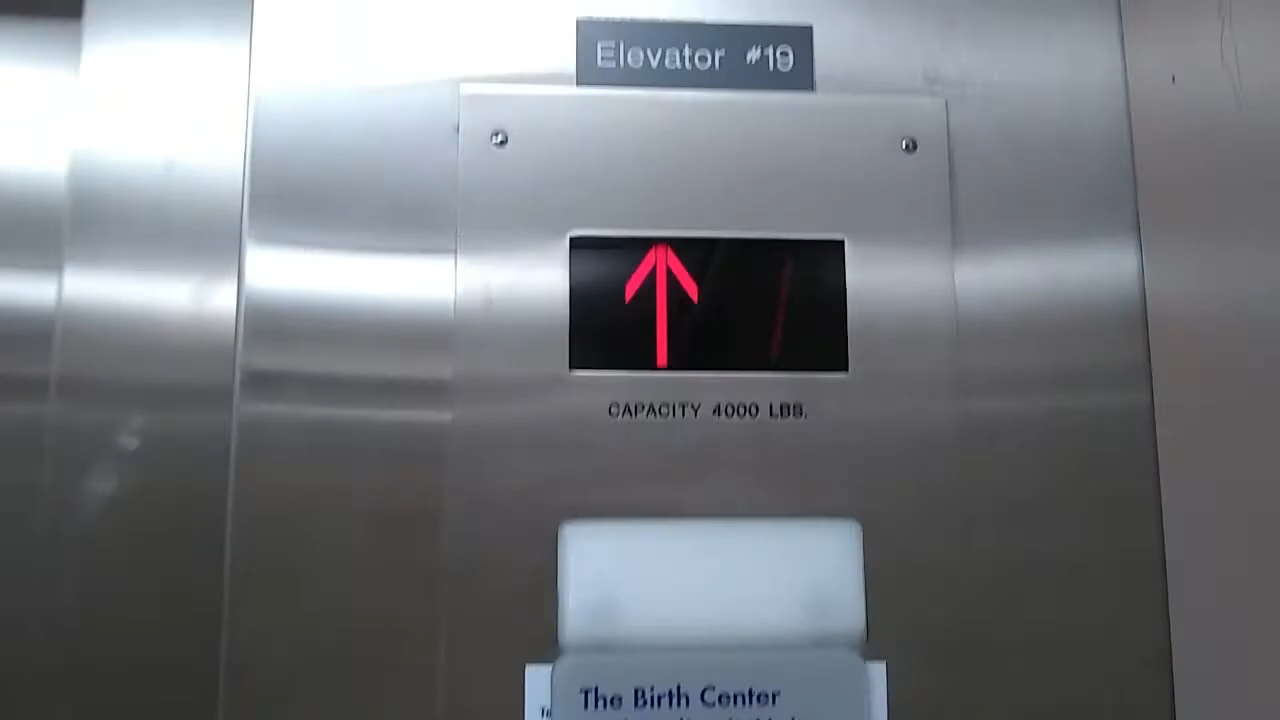 Elevator #19
CAPACITY 4000 LBS.
The Birth Center